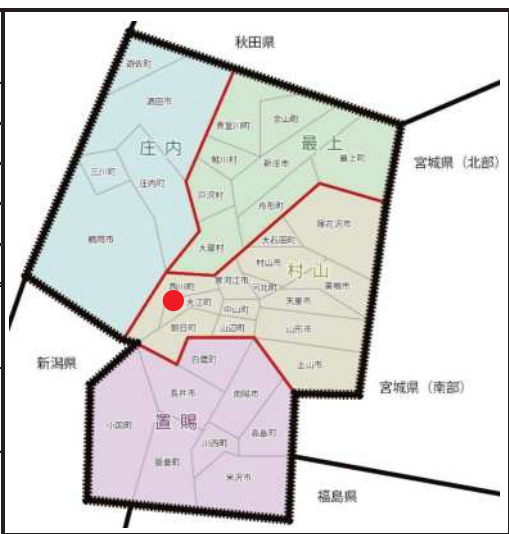 秋田県
遊佐町
酒田市
庄内
三川町
庄内町
鶴岡市
金山町
真室川町
最上
鮭川村
新庄市
最上町
戸沢村
舟形町
大蔵村
宮城県（北部）
尾花沢市
大石田町
村山市
村山
西川町
寒河江市
河北町
東根市
大江町
天童市
中山町
朝日町
山辺町
山形市
上山市
新潟県
宮城県（南部）
白鷹町
長井市
南陽市
小国町
置賜
高畠町
川西町
飯豊町
米沢市
福島県